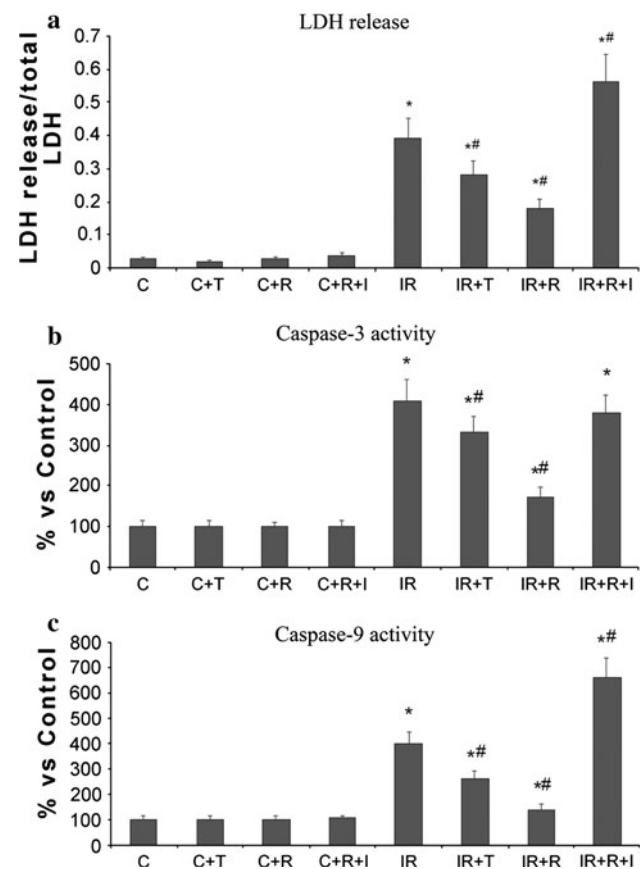 a
LDH release
LDH release/total
LDH
0.7
0.6
0.5
0.4
0.3
0.2
0.1
0
*
*#
*#
*#
C C+T C+R C+R+I IR IR+T IR+R IR+R+I
b
Caspase-3 activity
% vs Control
500
400
300
200
100
0
*
*#
*#
*
C C+T C+R C+R+I IR IR+T IR+R IR+R+I
c
Caspase-9 activity
% vs Control
800
700
600
500
400
300
200
100
0
*
*#
*#
*#
C C+T C+R C+R+I IR IR+T IR+R IR+R+I